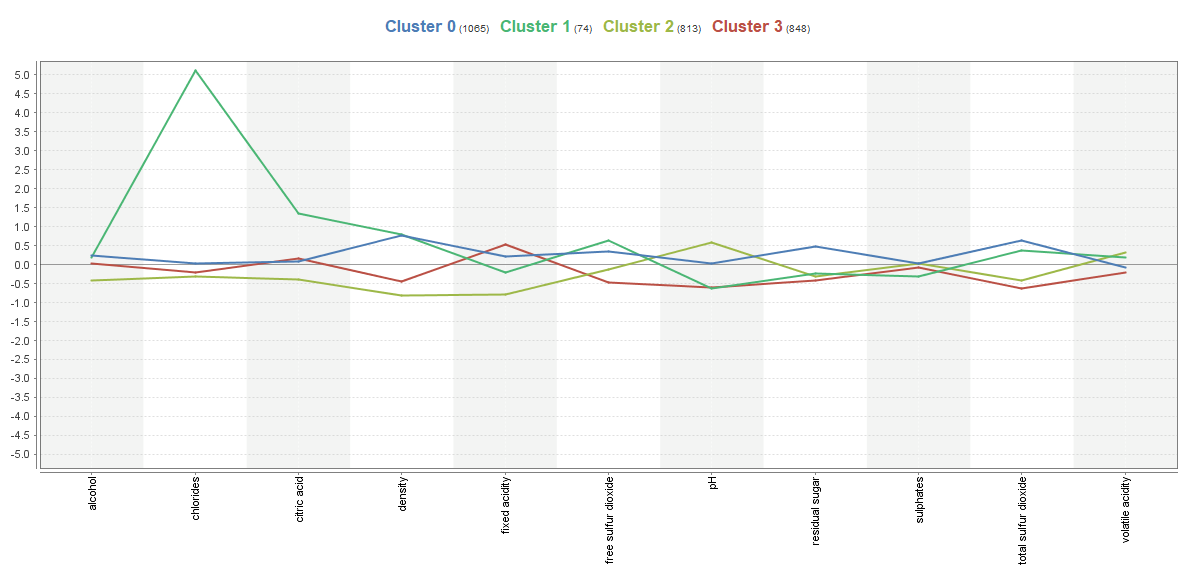 Cluster 0 (1065) Cluster 1 (74) Cluster 2 (813) Cluster 3 (848)
5.0
4.5
4.0
3.5
3.0
2.5
2.0
1.5
1.0
0.5
0.0
-0.5
-1.0
-1.5
-2.0
-2.5
-3.0
-3.5
-4.0
-4.5
-5.0
alcohol
chlorides
citric acid
density
fixed acidity
free sulfur dioxide
pH
residual sugar
sulphates
total sulfur dioxide
volatile acidity